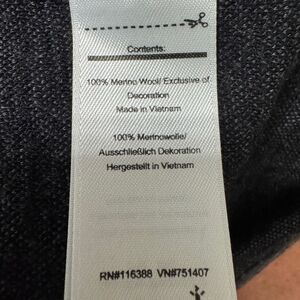 Contents:
100% Merino Wool/ Exclusive of
Decoration
Made in Vietnam
100% Merinowolle/
Ausschließlich Dekoration
Hergestellt in Vietnam
RN#116388 VN#751407